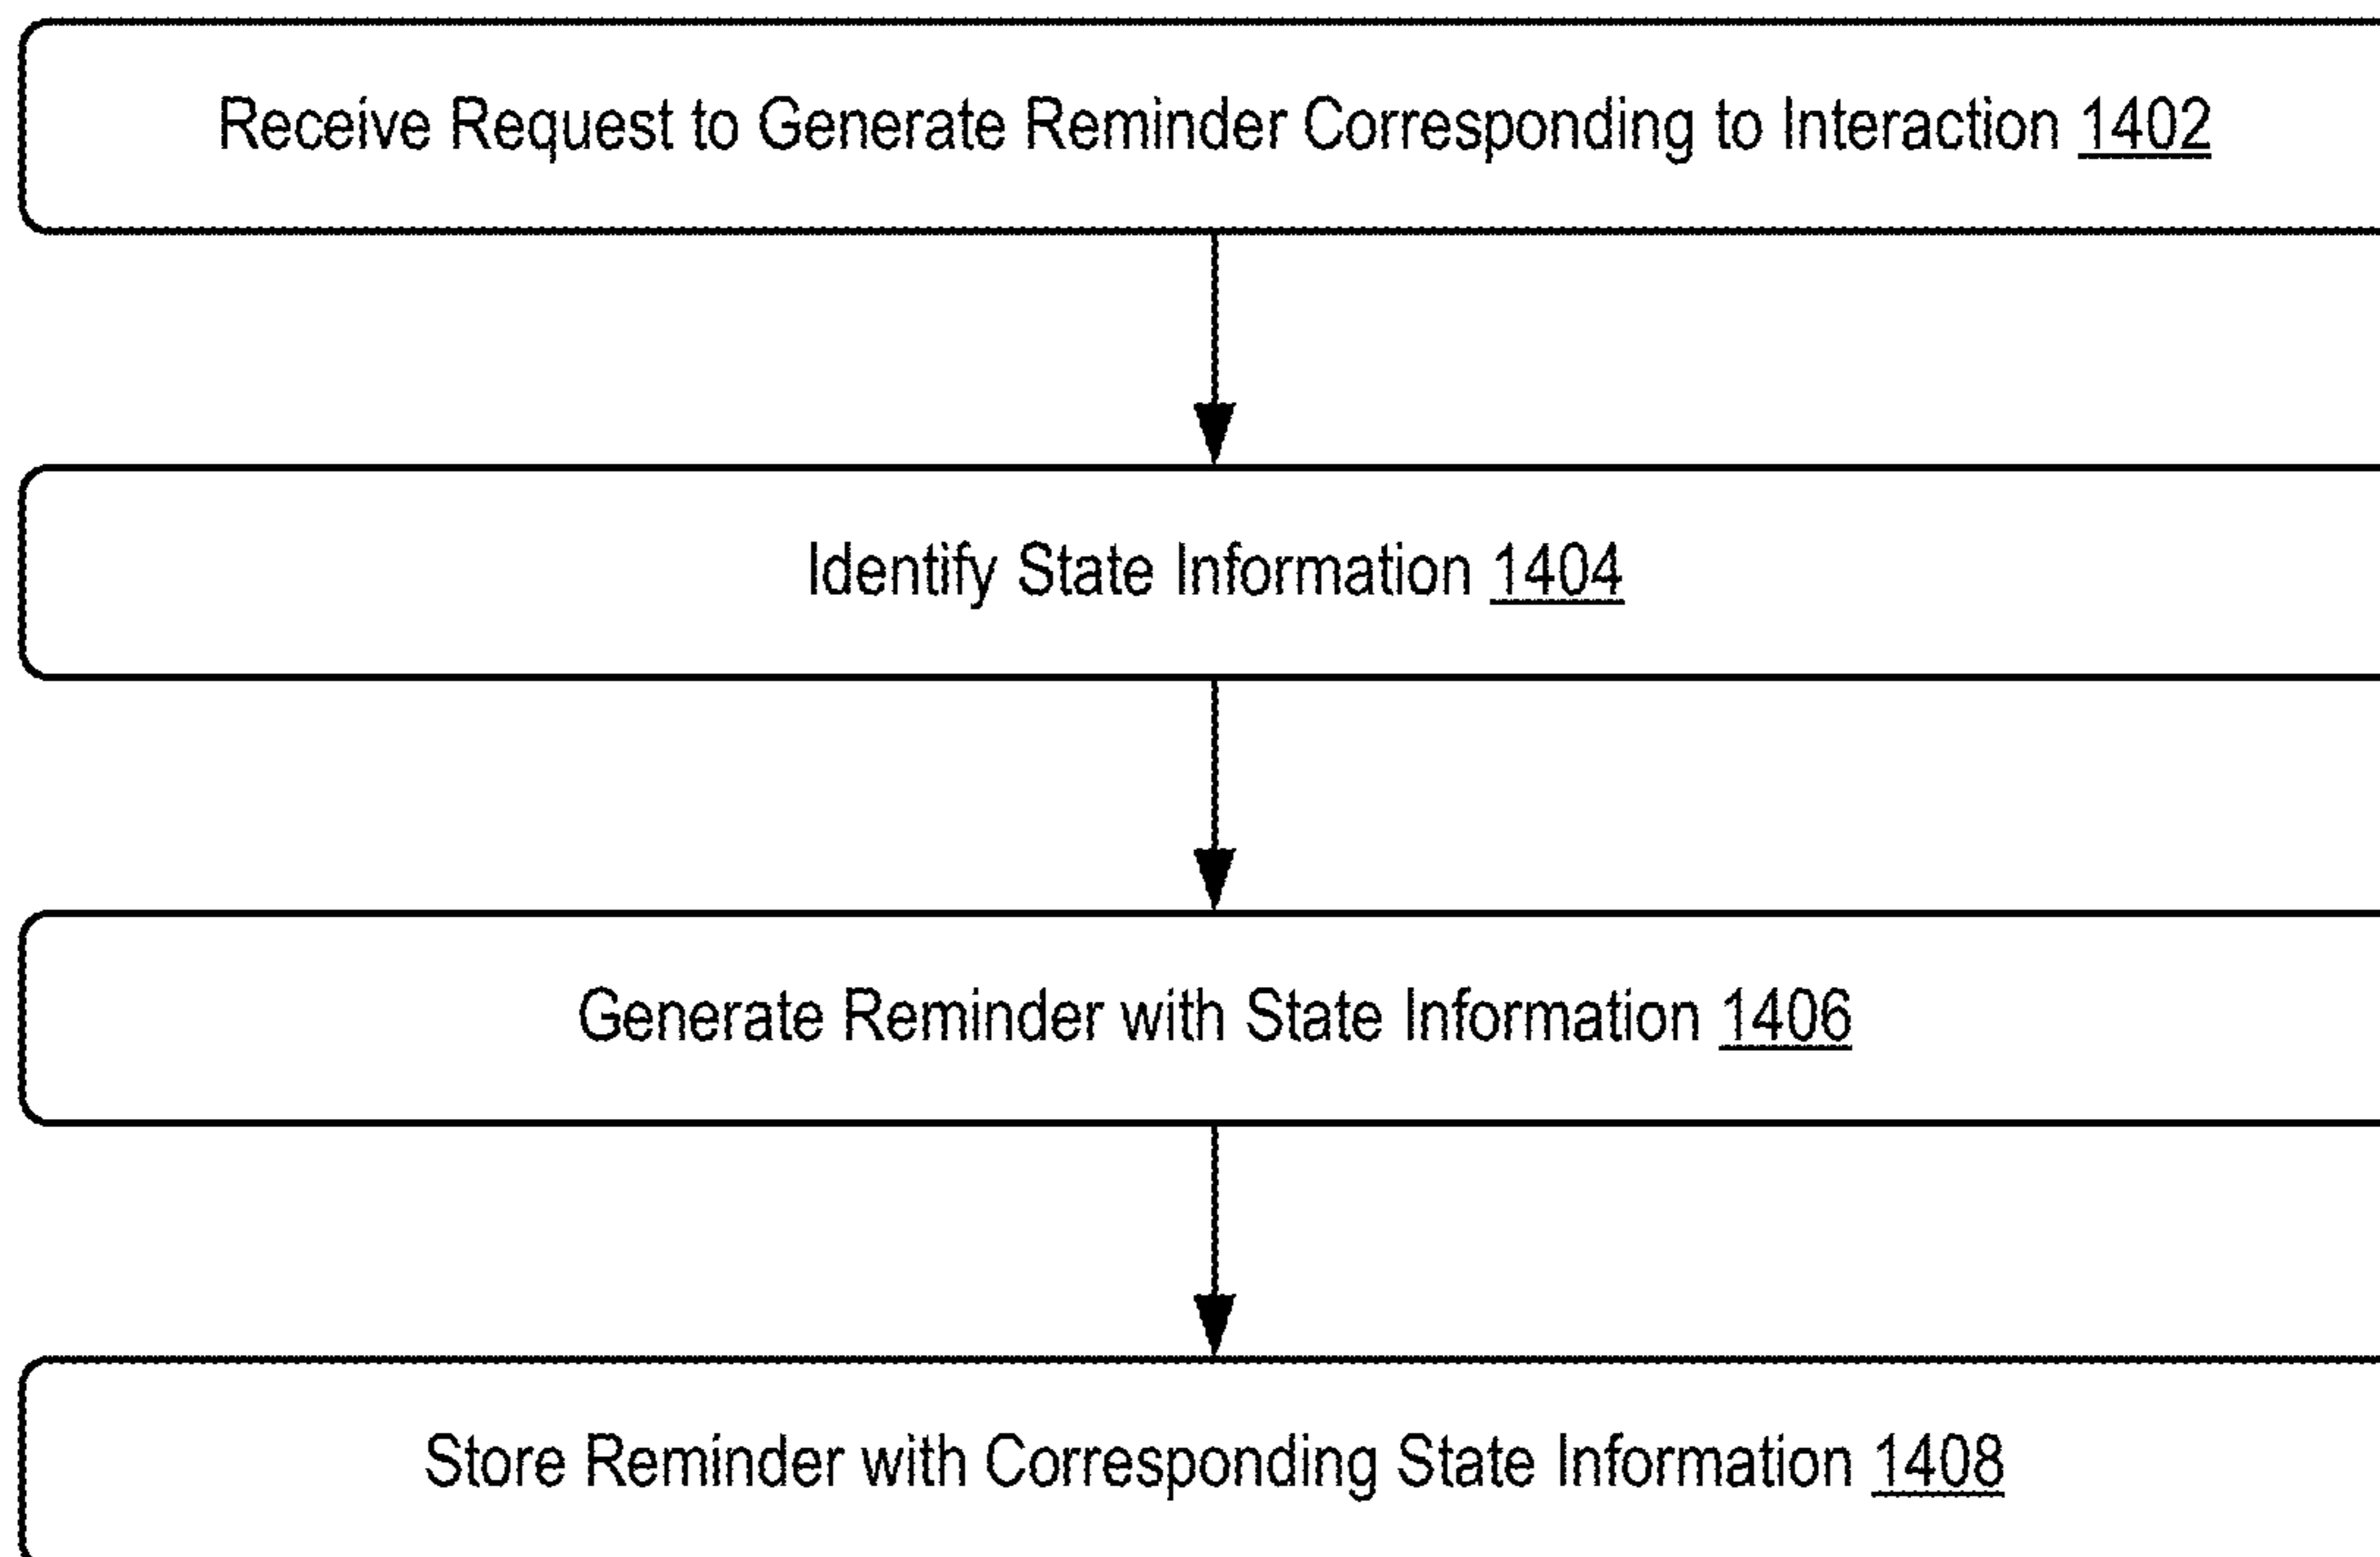 Receive Request to Generate Reminder Corresponding to Interaction 1402
Identify State Information 1404
Generate Reminder with State Information 1406
Store Reminder with Corresponding State Information 1408